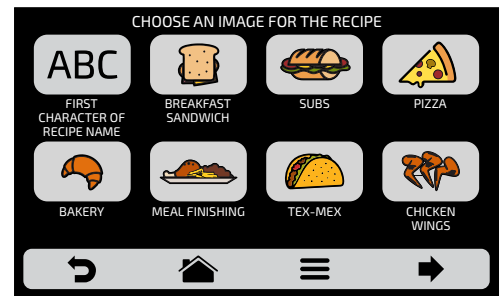 CHOOSE AN IMAGE FOR THE RECIPE
ABC
FIRST
CHARACTER OF
RECIPE NAME
BREAKFAST
SANDWICH
SUBS
PIZZA
BAKERY
MEAL FINISHING
TEX-MEX
CHICKEN
WINGS